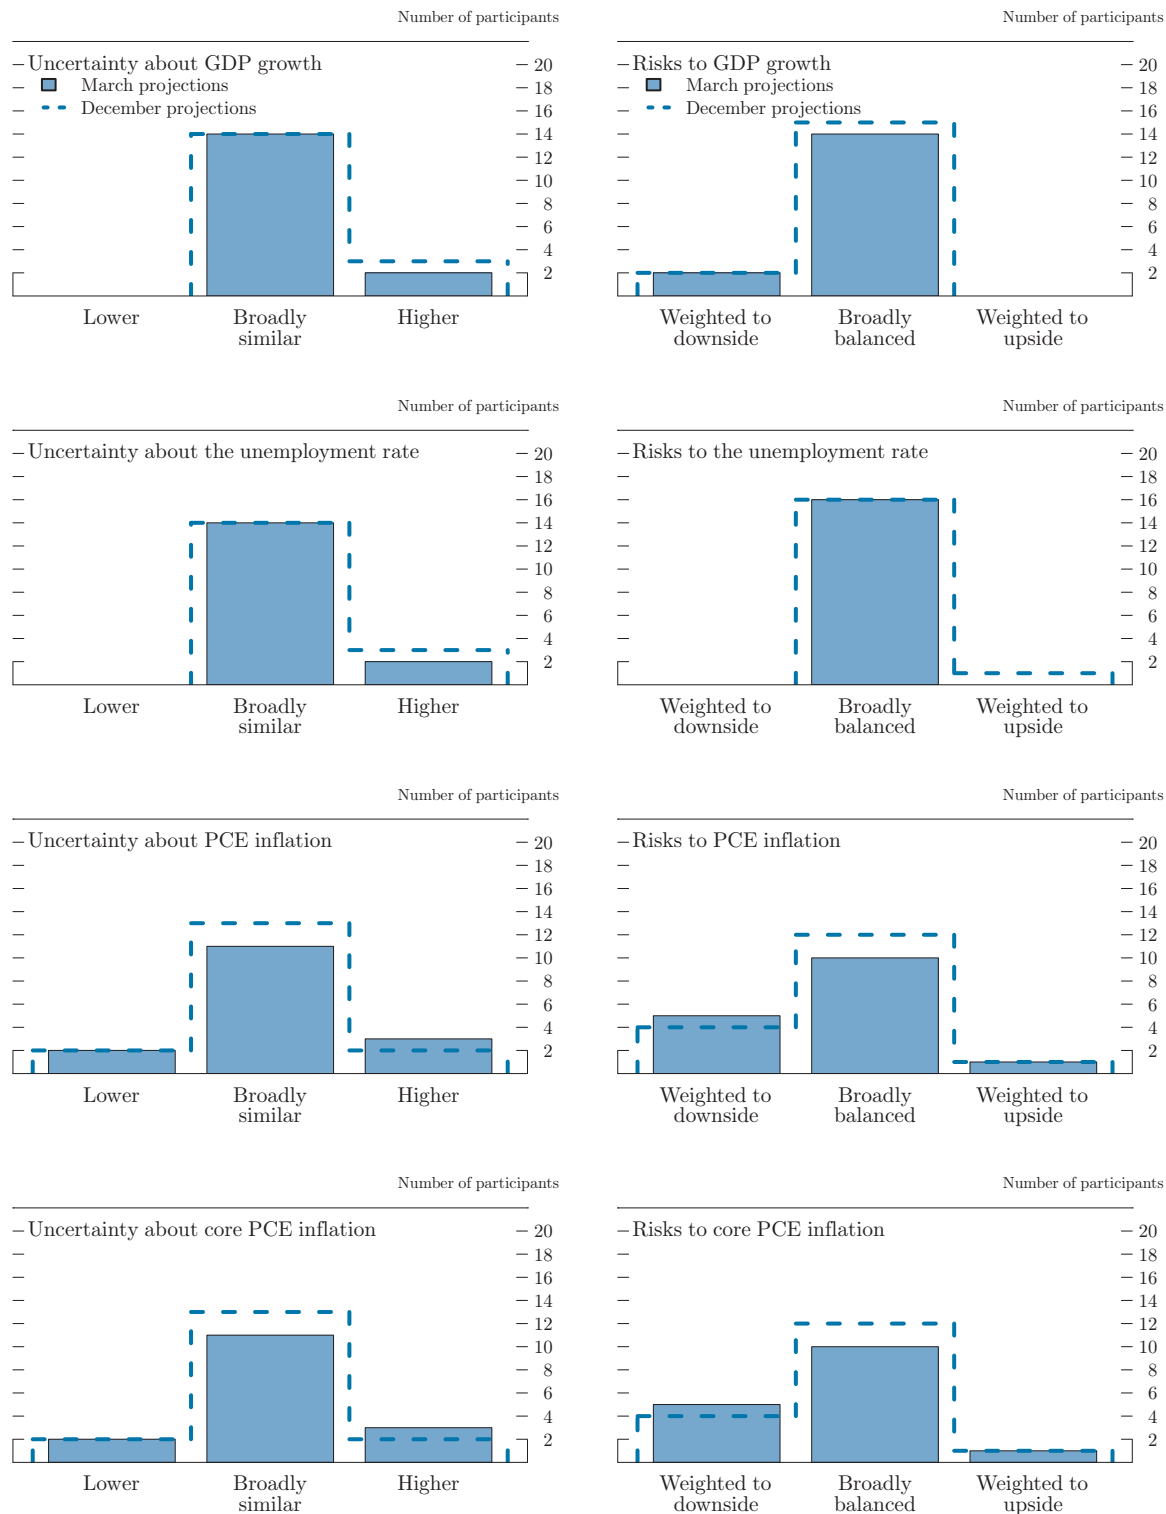 Number of participants
Uncertainty about GDP growth
March projections
December projections
20
18
16
14
12
10
8
6
4
2
Lower
Broadly
similar
Higher
Number of participants
Risks to GDP growth
March projections
December projections
20
18
16
14
12
10
8
6
4
2
Weighted to
downside
Broadly
balanced
Weighted to
upside
Number of participants
Uncertainty about the unemployment rate
20
18
16
14
12
10
8
6
4
2
Lower
Broadly
similar
Higher
Number of participants
Risks to the unemployment rate
20
18
16
14
12
10
8
6
4
2
Weighted to
downside
Broadly
balanced
Weighted to
upside
Number of participants
Uncertainty about PCE inflation
20
18
16
14
12
10
8
6
4
2
Lower
Broadly
similar
Higher
Number of participants
Risks to PCE inflation
20
18
16
14
12
10
8
6
4
2
Weighted to
downside
Broadly
balanced
Weighted to
upside
Number of participants
Uncertainty about core PCE inflation
20
18
16
14
12
10
8
6
4
2
Lower
Broadly
similar
Higher
Number of participants
Risks to core PCE inflation
20
18
16
14
12
10
8
6
4
2
Weighted to
downside
Broadly
balanced
Weighted to
upside